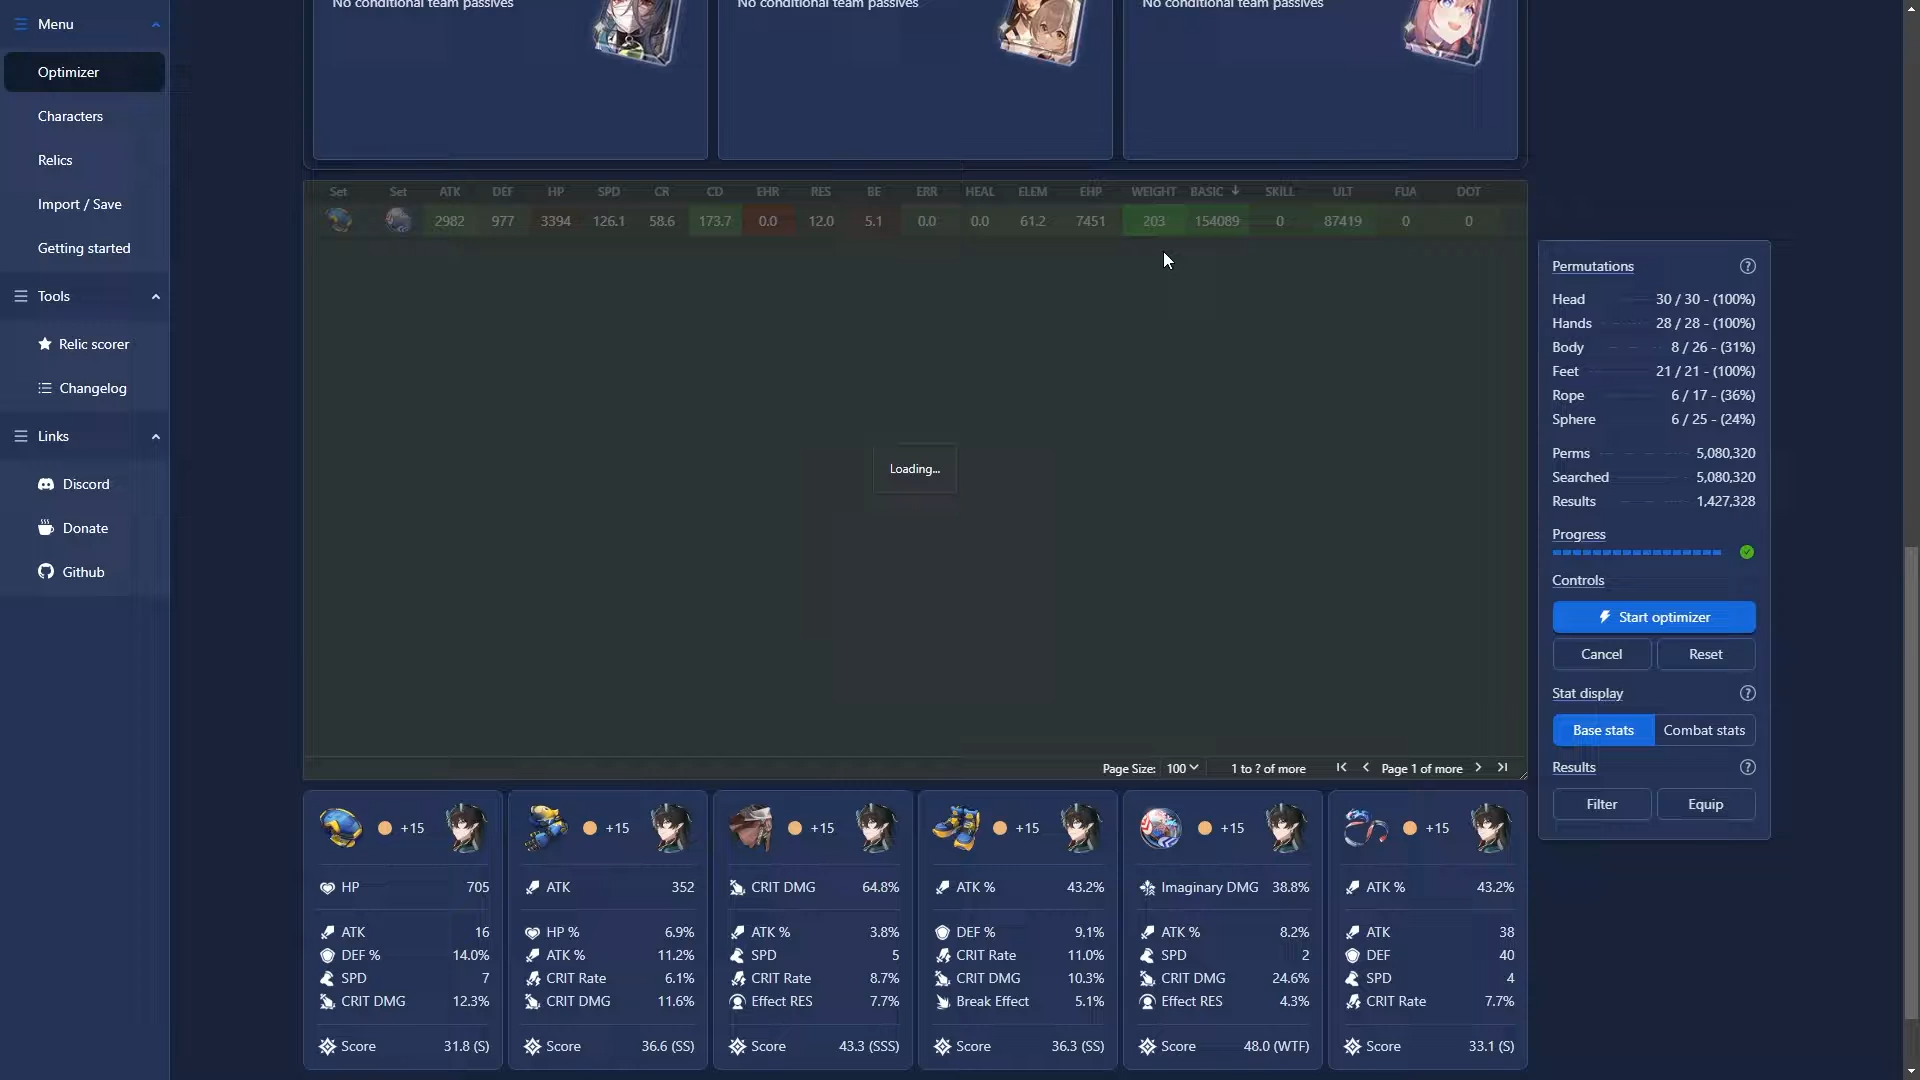 Menu
Optimizer
Characters
Relics
Import / Save
Getting started
Tools
Relic scorer
Changelog
Links
Discord
Donate
Github
No conditional team passives
No conditional team passives
No conditional team passives
Set Set ATK DEF HP SPD CR CD EHR RES BE ERR HEAL ELEM EHP WEIGHT BASIC SKILL ULT FUA DOT
2982 977 3394 126.1 58.6 173.7 0.0 12.0 5.1 0.0 0.0 61.2 7451 203 154089 0 87419 0 0
Loading...
Page Size: 100 1 to ? of more Page 1 of more
Permutations
Head 30 / 30 - (100%)
Hands 28 / 28 - (100%)
Body 8 / 26 - (31%)
Feet 21 / 21 - (100%)
Rope 6 / 17 - (36%)
Sphere 6 / 25 - (24%)
Perms 5,080,320
Searched 5,080,320
Results 1,427,328
Progress
Controls
Start optimizer
Cancel Reset
Stat display
Base stats Combat stats
Results
Filter Equip
+15
HP 705
ATK 16
DEF % 14.0%
SPD 7
CRIT DMG 12.3%
Score 31.8 (S)
+15
ATK 352
HP % 6.9%
ATK % 11.2%
CRIT Rate 6.1%
CRIT DMG 11.6%
Score 36.6 (SS)
+15
CRIT DMG 64.8%
ATK % 3.8%
SPD 5
CRIT Rate 8.7%
Effect RES 7.7%
Score 43.3 (SSS)
+15
ATK % 43.2%
DEF % 9.1%
CRIT Rate 11.0%
CRIT DMG 10.3%
Break Effect 5.1%
Score 36.3 (SS)
+15
Imaginary DMG 38.8%
ATK % 8.2%
SPD 2
CRIT DMG 24.6%
Effect RES 4.3%
Score 48.0 (WTF)
+15
ATK % 43.2%
ATK 38
DEF 40
SPD 4
CRIT Rate 7.7%
Score 33.1 (S)